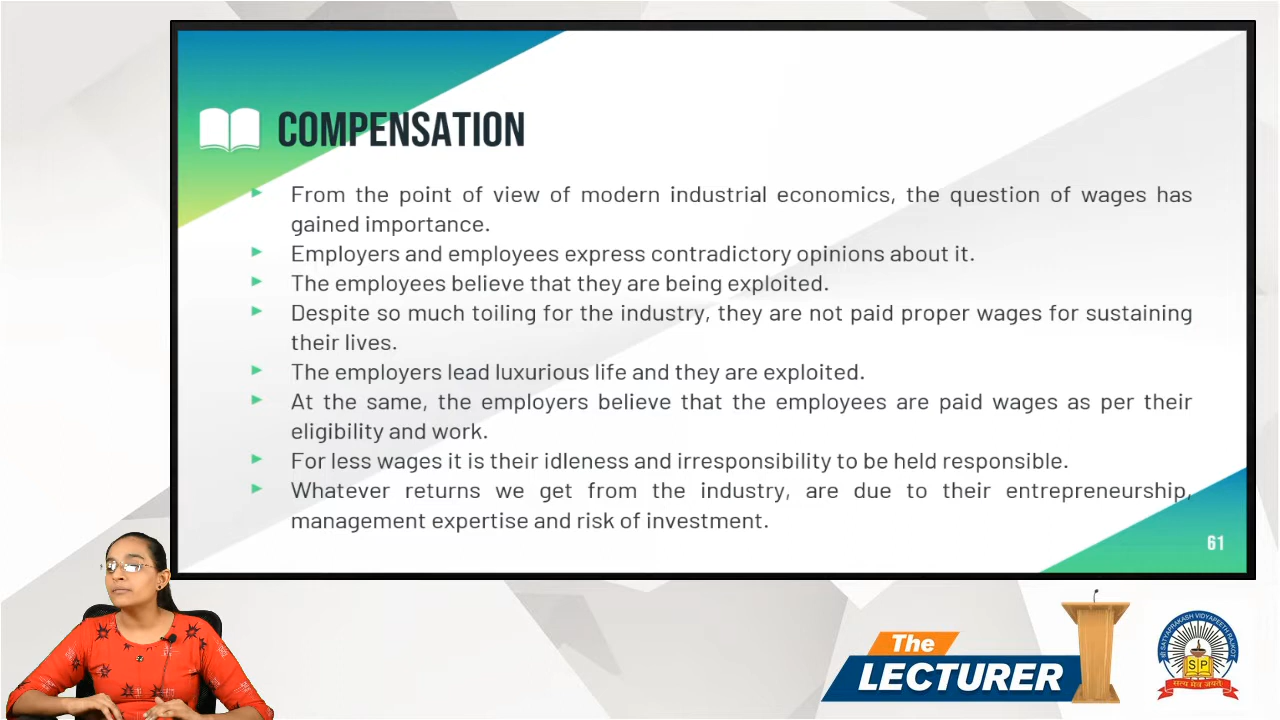 COMPENSATION
From the point of view of modern industrial economics, the question of wages has
gained importance.
Employers and employees express contradictory opinions about it.
The employees believe that they are being exploited.
Despite so much toiling for the industry, they are not paid proper wages for sustaining
their lives.
The employers lead luxurious life and they are exploited.
At the same, the employers believe that the employees are paid wages as per their
eligibility and work.
For less wages it is their idleness and irresponsibility to be held responsible.
Whatever returns we get from the industry, are due to their entrepreneurship,
management expertise and risk of investment.
61
The
LECTURER
SATYAPRAKASH VIDYAPEETH RAJKOT
S P
सत्य मेव जयते